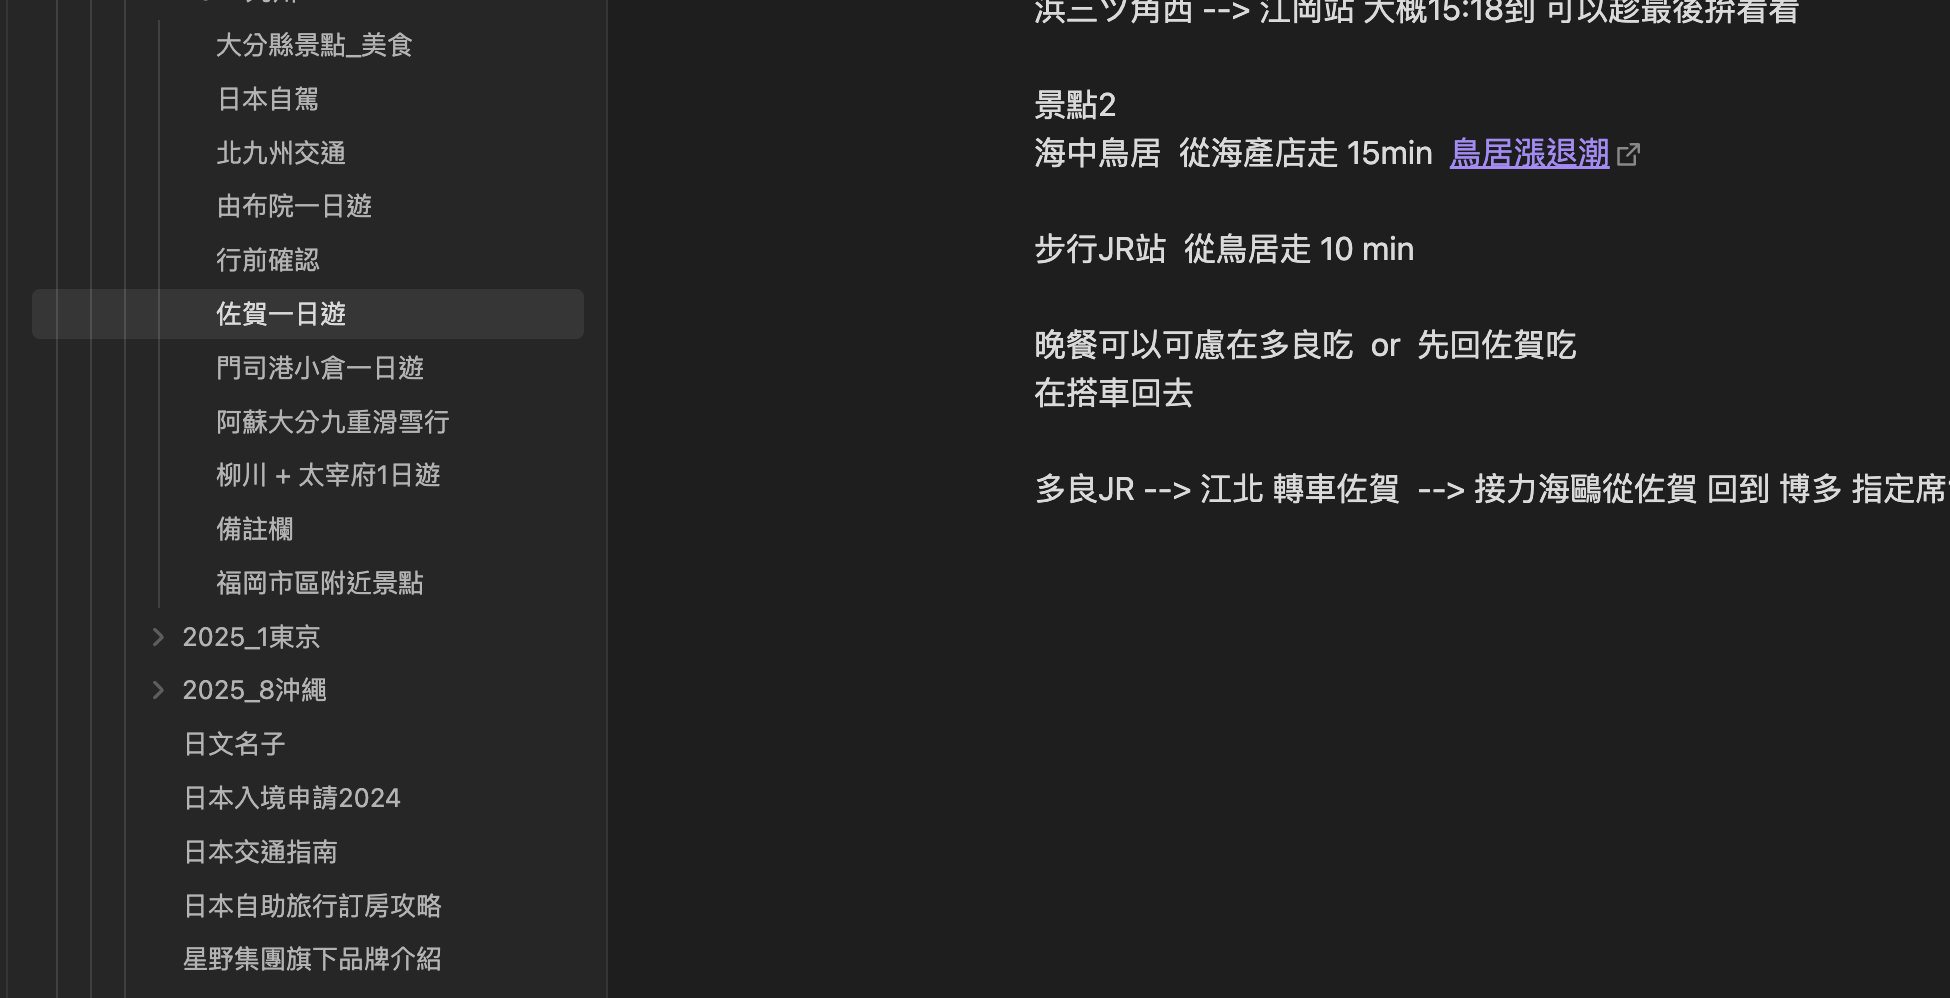 大分縣景點_美食
日本自駕
北九州交通
由布院一日遊
行前確認
佐賀一日遊
門司港小倉一日遊
阿蘇大分九重滑雪行
柳川 + 太宰府1日遊
備註欄
福岡市區附近景點
2025_1東京
2025_8沖繩
日文名子
日本入境申請2024
日本交通指南
日本自助旅行訂房攻略
星野集團旗下品牌介紹
浜三ツ角西 --> 江岡站 大概15:18到 可以趁最後拚看看
景點2
海中鳥居 從海產店走 15min 鳥居漲退潮
步行JR站 從鳥居走 10 min
晚餐可以可慮在多良吃 or 先回佐賀吃
在搭車回去
多良JR --> 江北 轉車佐賀 --> 接力海鷗從佐賀 回到 博多 指定席